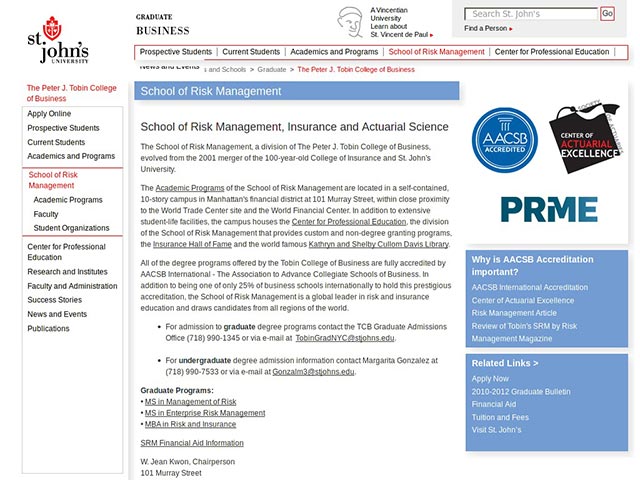 st. john's
UNIVERSITY
GRADUATE
BUSINESS
A Vincentian
University
Learn about
St. Vincent de Paul ▸
Search St. John's
Go
Find a Person ▸
Prospective Students | Current Students | Academics and Programs | School of Risk Management | Center for Professional Education |
News and Events
s and Schools > Graduate > The Peter J. Tobin College of Business
The Peter J. Tobin College
of Business
Apply Online
Prospective Students
Current Students
Academics and Programs
School of Risk
Management
Academic Programs
Faculty
Student Organizations
Center for Professional
Education
Research and Institutes
Faculty and Administration
Success Stories
News and Events
Publications
School of Risk Management
School of Risk Management, Insurance and Actuarial Science
The School of Risk Management, a division of The Peter J. Tobin College of Business,
evolved from the 2001 merger of the 100-year-old College of Insurance and St. John's
University.
The Academic Programs of the School of Risk Management are located in a self-contained,
10-story campus in Manhattan's financial district at 101 Murray Street, within close proximity
to the World Trade Center site and the World Financial Center. In addition to extensive
student-life facilities, the campus houses the Center for Professional Education, the division
of the School of Risk Management that provides custom and non-degree granting programs,
the Insurance Hall of Fame and the world famous Kathryn and Shelby Cullom Davis Library.
All of the degree programs offered by the Tobin College of Business are fully accredited by
AACSB International - The Association to Advance Collegiate Schools of Business. In
addition to being one of only 25% of business schools internationally to hold this prestigious
accreditation, the School of Risk Management is a global leader in risk and insurance
education and draws candidates from all regions of the world.
• For admission to graduate degree programs contact the TCB Graduate Admissions
Office (718) 990-1345 or via e-mail at TobinGradNYC@stjohns.edu.
• For undergraduate degree admission information contact Margarita Gonzalez at
(718) 990-7533 or via e-mail at Gonzalm3@stjohns.edu.
Graduate Programs:
• MS in Management of Risk
• MS in Enterprise Risk Management
• MBA in Risk and Insurance
SRM Financial Aid Information
W. Jean Kwon, Chairperson
101 Murray Street
AACSB
ACCREDITED
SOCIETY OF
CENTER OF
ACTUARIAL
EXCELLENCE
PRiME
Why is AACSB Accreditation
important?
AACSB International Accreditation
Center of Actuarial Excellence
Risk Management Article
Review of Tobin's SRM by Risk
Management Magazine
Related Links >
Apply Now
2010-2012 Graduate Bulletin
Financial Aid
Tuition and Fees
Visit St. John's